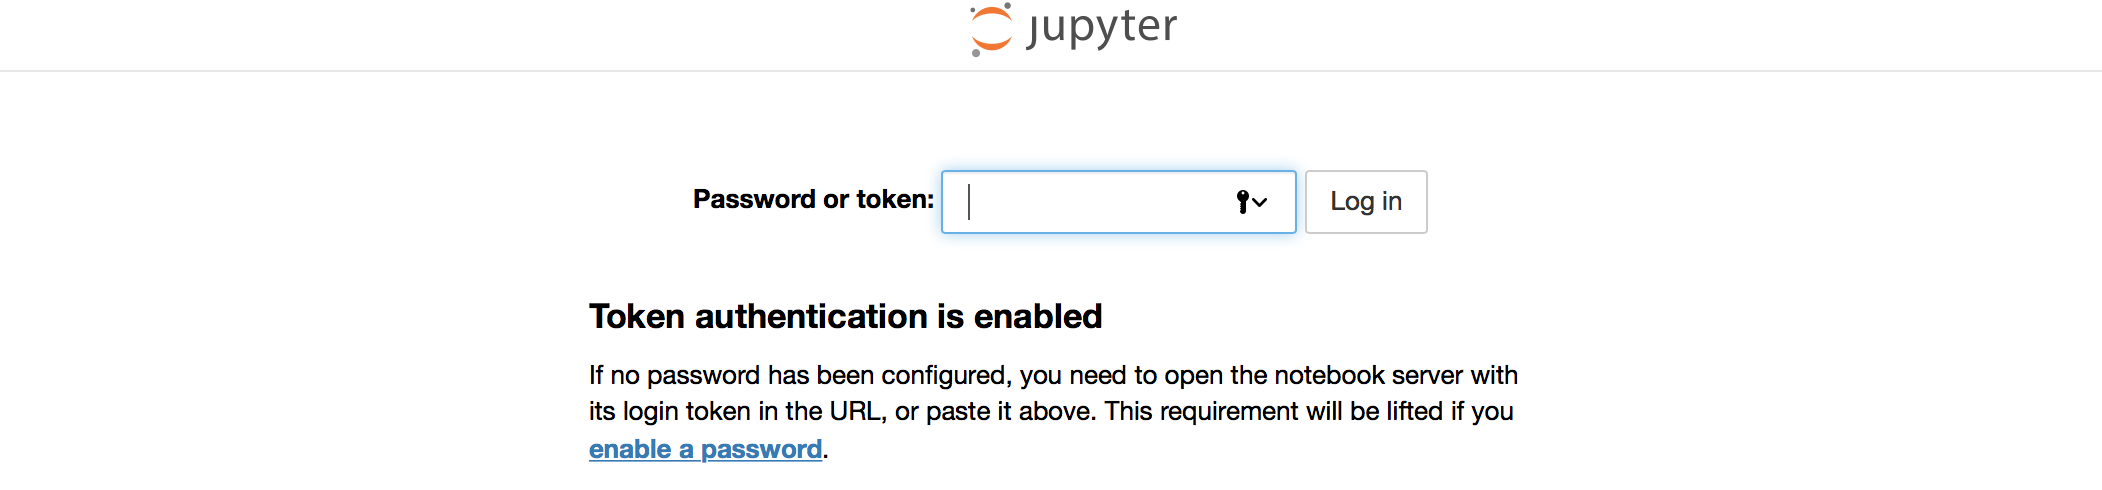 jupyter
Password or token:
Log in
Token authentication is enabled
If no password has been configured, you need to open the notebook server with
its login token in the URL, or paste it above. This requirement will be lifted if you
enable a password.